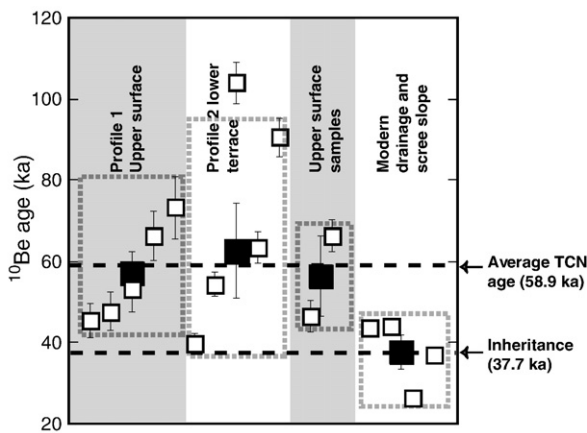 120
100
80
60
40
20
¹⁰Be age (ka)
Profile 1
Upper surface
Profile 2 lower
terrace
Upper surface
samples
Modern
drainage and
scree slope
Average TCN
age (58.9 ka)
Inheritance
(37.7 ka)